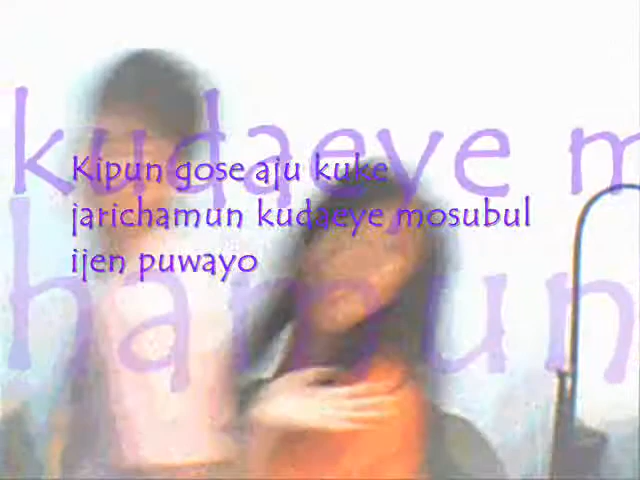 kudaeye m
Kipun gose aju kuke
jarichamun kudaeye mosubul
ijen puwayo
hamun